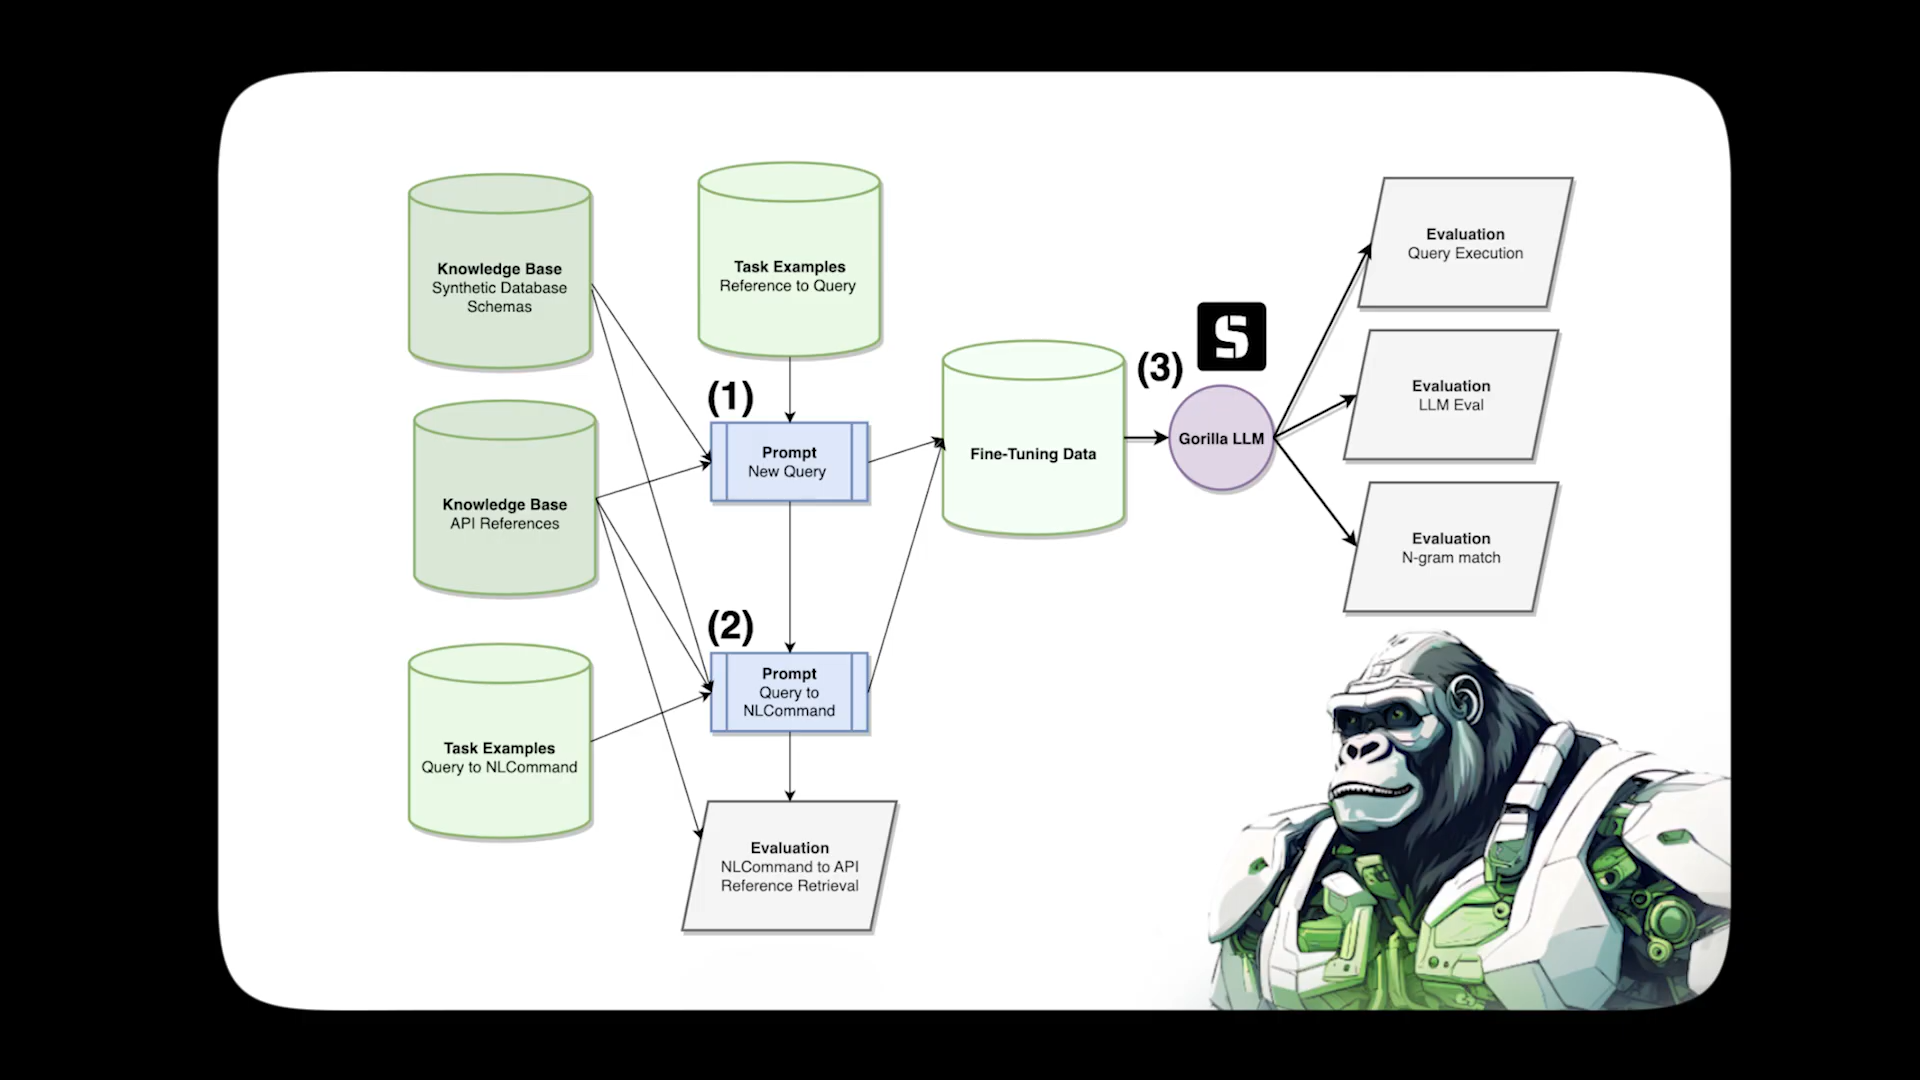 Knowledge Base
Synthetic Database
Schemas
Task Examples
Reference to Query
Knowledge Base
API References
(1)
Prompt
New Query
Task Examples
Query to NLCommand
(2)
Prompt
Query to
NLCommand
Evaluation
NLCommand to API
Reference Retrieval
Fine-Tuning Data
(3)
S
Gorilla LLM
Evaluation
Query Execution
Evaluation
LLM Eval
Evaluation
N-gram match